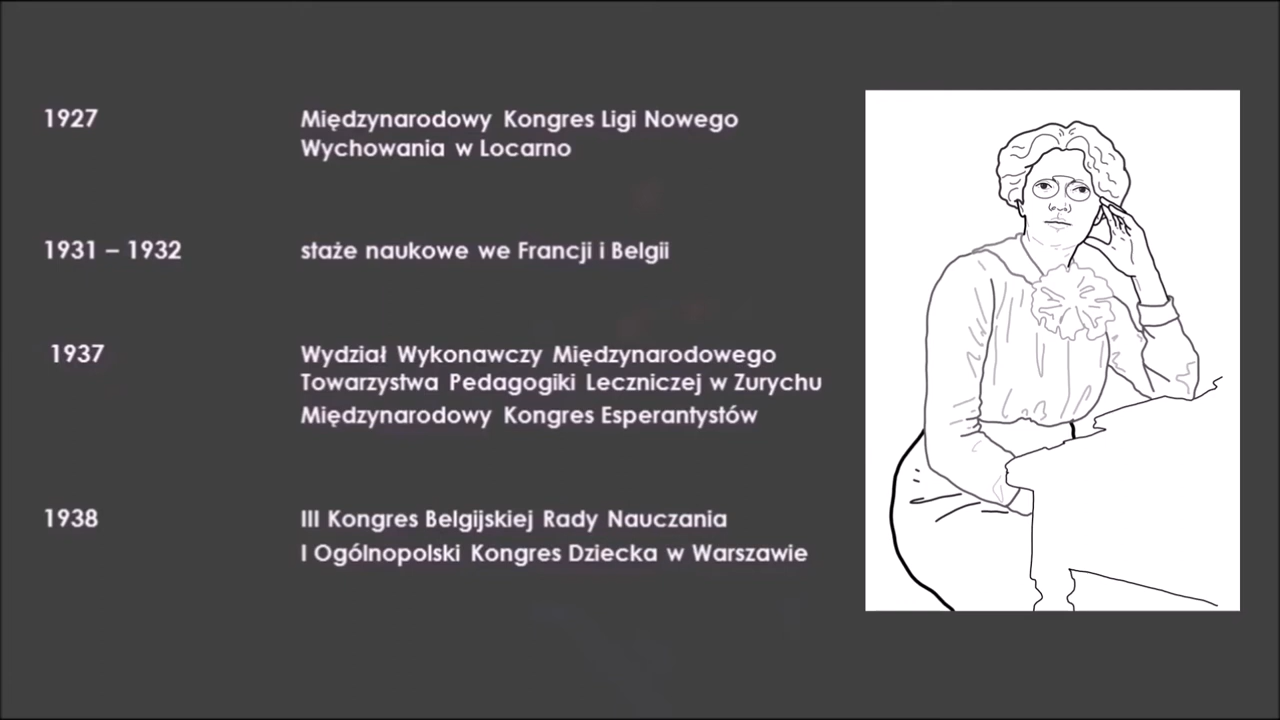 1927 Międzynarodowy Kongres Ligi Nowego
Wychowania w Locarno
1931 – 1932 staże naukowe we Francji i Belgii
1937 Wydział Wykonawczy Międzynarodowego
Towarzystwa Pedagogiki Leczniczej w Zurychu
Międzynarodowy Kongres Esperantystów
1938 III Kongres Belgijskiej Rady Nauczania
I Ogólnopolski Kongres Dziecka w Warszawie